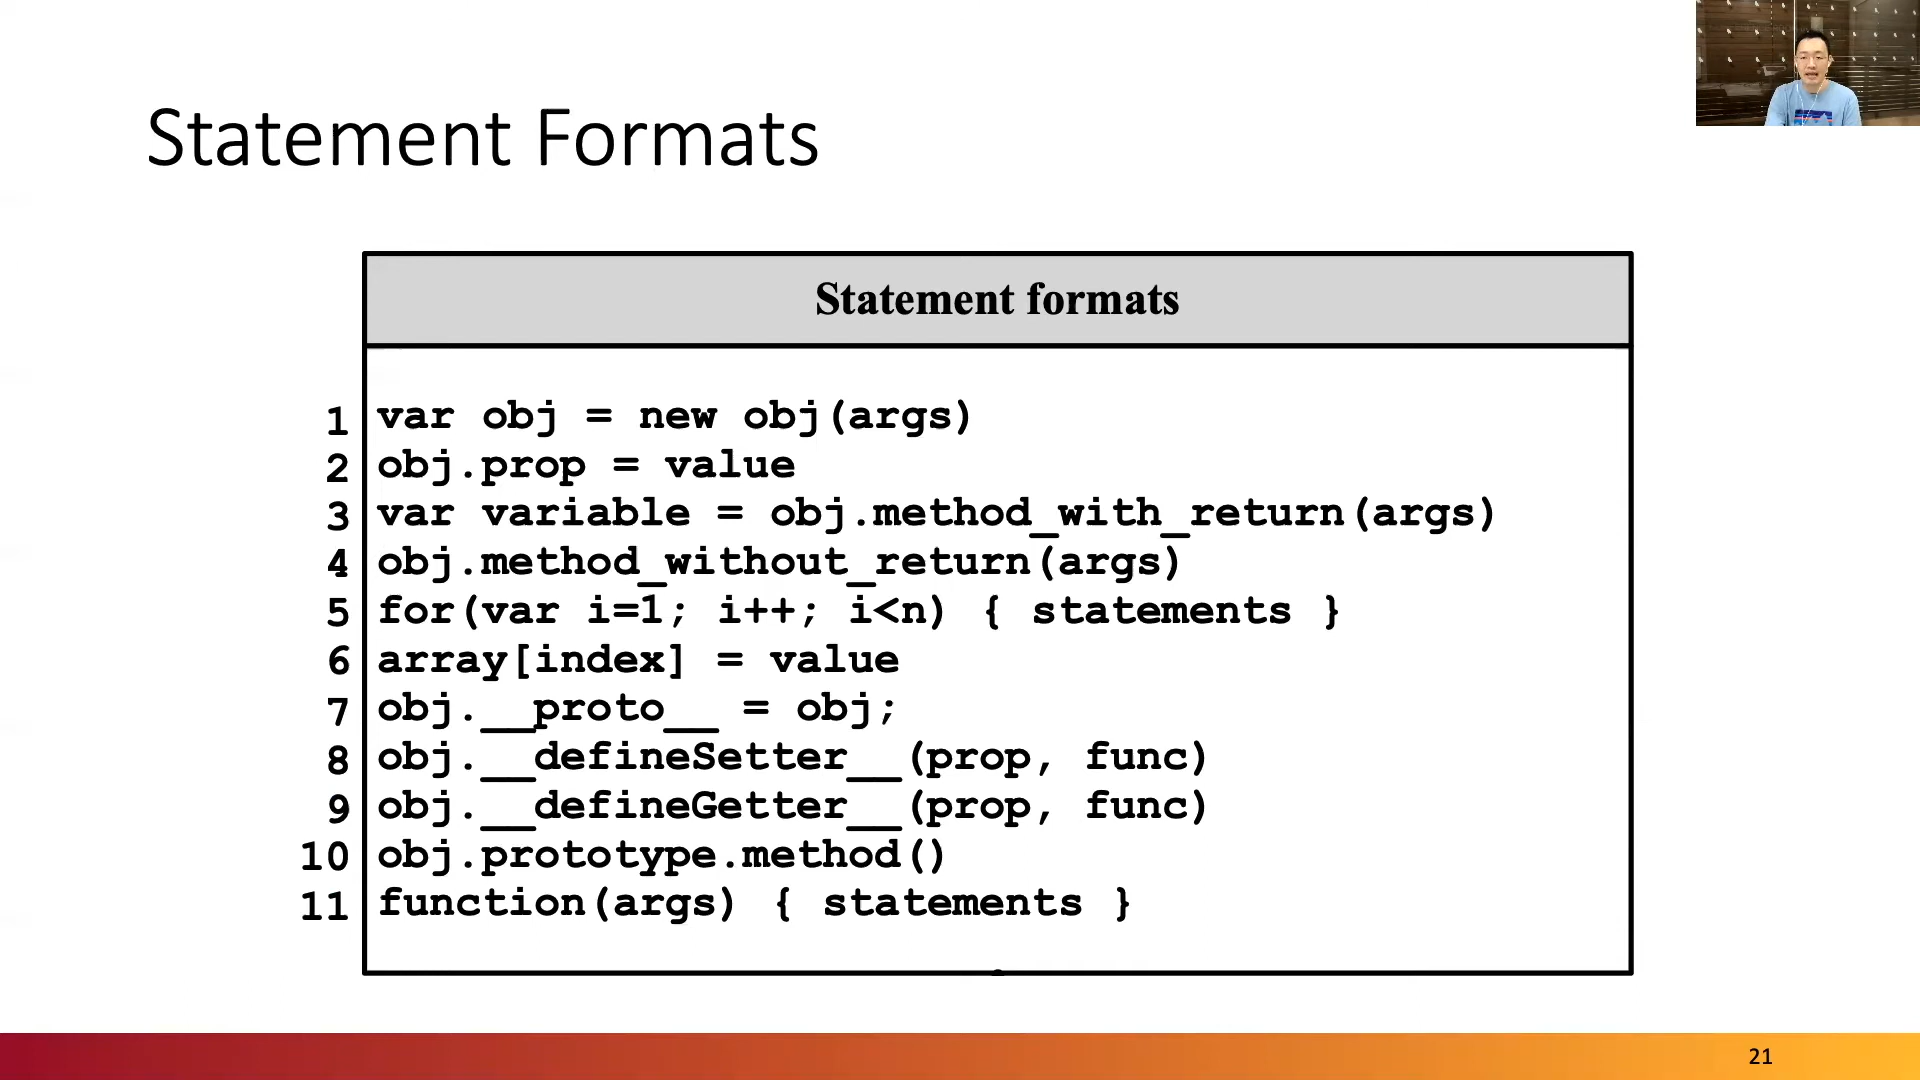 Statement Formats
Statement formats
1 var obj = new obj(args)
2 obj.prop = value
3 var variable = obj.method_with_return(args)
4 obj.method_without_return(args)
5 for(var i=1; i++; i<n) { statements }
6 array[index] = value
7 obj.__proto__ = obj;
8 obj.__defineSetter__(prop, func)
9 obj.__defineGetter__(prop, func)
10 obj.prototype.method()
11 function(args) { statements }
21